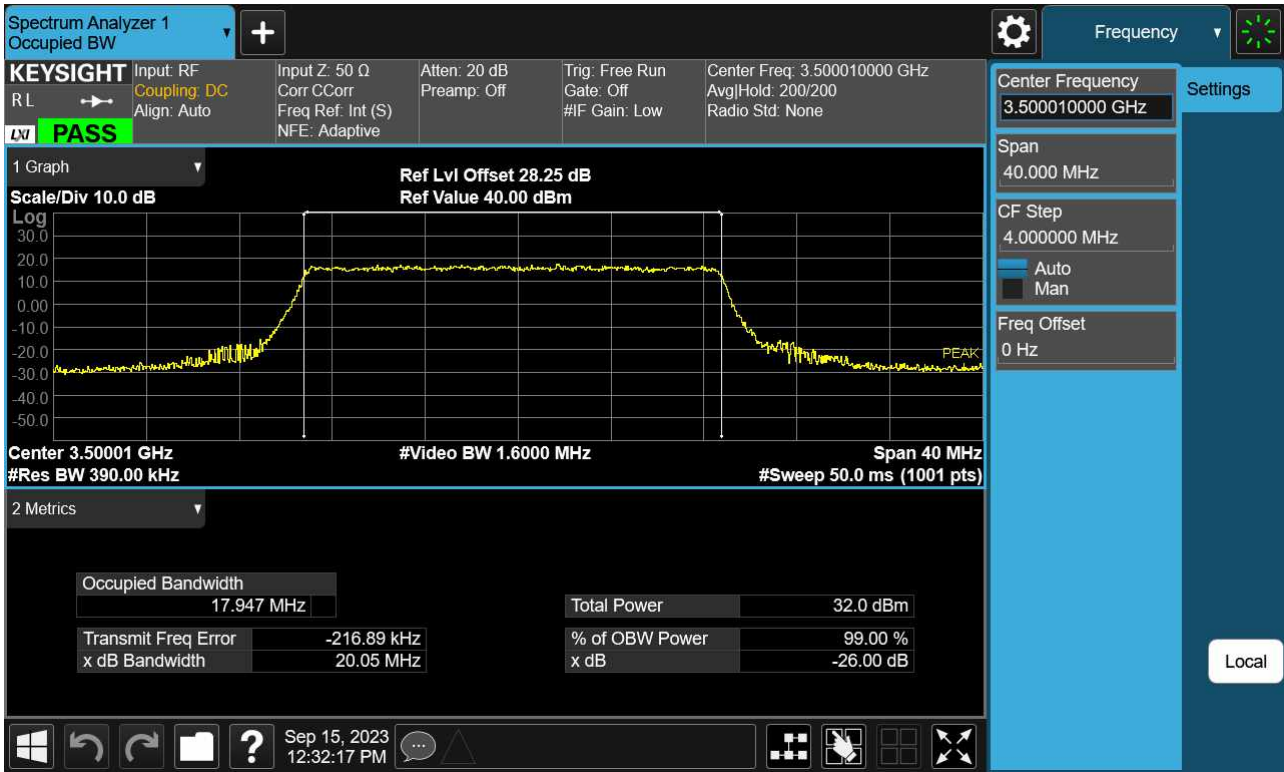 Spectrum Analyzer 1
Occupied BW
Frequency
KEYSIGHT
R L
LXI
PASS
Input: RF
Coupling: DC
Align: Auto
Input Z: 50 Ω
Corr CCorr
Freq Ref: Int (S)
NFE: Adaptive
Atten: 20 dB
Preamp: Off
Trig: Free Run
Gate: Off
#IF Gain: Low
Center Freq: 3.500010000 GHz
Avg|Hold: 200/200
Radio Std: None
Center Frequency
3.500010000 GHz
Settings
Span
40.000 MHz
CF Step
4.000000 MHz
Auto
Man
Freq Offset
0 Hz
1 Graph
Scale/Div 10.0 dB
Ref Lvl Offset 28.25 dB
Ref Value 40.00 dBm
Log
30.0
20.0
10.0
0.00
-10.0
-20.0
-30.0
-40.0
-50.0
PEAK
Center 3.50001 GHz
#Video BW 1.6000 MHz
Span 40 MHz
#Res BW 390.00 kHz
#Sweep 50.0 ms (1001 pts)
2 Metrics
Occupied Bandwidth
17.947 MHz
Total Power 32.0 dBm
Transmit Freq Error -216.89 kHz
% of OBW Power 99.00 %
x dB Bandwidth 20.05 MHz
x dB -26.00 dB
Local
?
Sep 15, 2023
12:32:17 PM